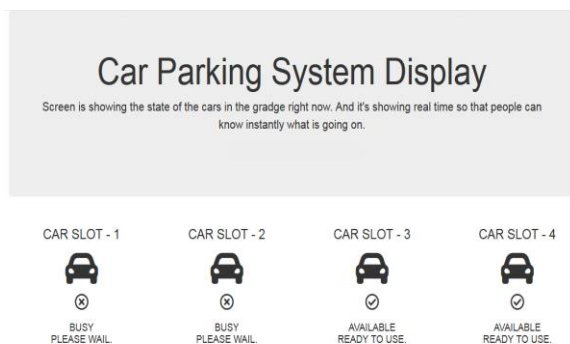 Car Parking System Display
Screen is showing the state of the cars in the gradge right now. And it's showing real time so that people can
know instantly what is going on.
CAR SLOT - 1 CAR SLOT - 2 CAR SLOT - 3 CAR SLOT - 4
BUSY BUSY AVAILABLE AVAILABLE
PLEASE WAIL. PLEASE WAIL. READY TO USE. READY TO USE.